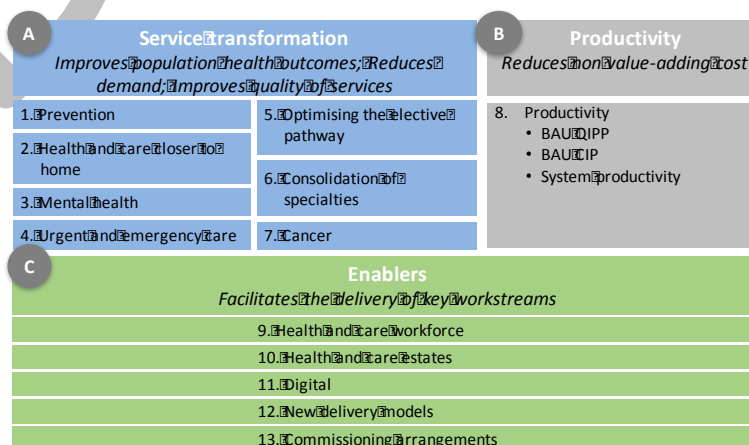 A
Service transformation
Improves population health outcomes; Reduces
demand; Improves quality of services
1. Prevention
2. Health and care closer to
home
3. Mental health
4. Urgent and emergency care
5. Optimising the elective
pathway
6. Consolidation of
specialties
7. Cancer
B
Productivity
Reduces non value-adding cost
8. Productivity
• BAU QIPP
• BAU CIP
• System productivity
C
Enablers
Facilitates the delivery of key workstreams
9. Health and care workforce
10. Health and care estates
11. Digital
12. New delivery models
13. Commissioning arrangements